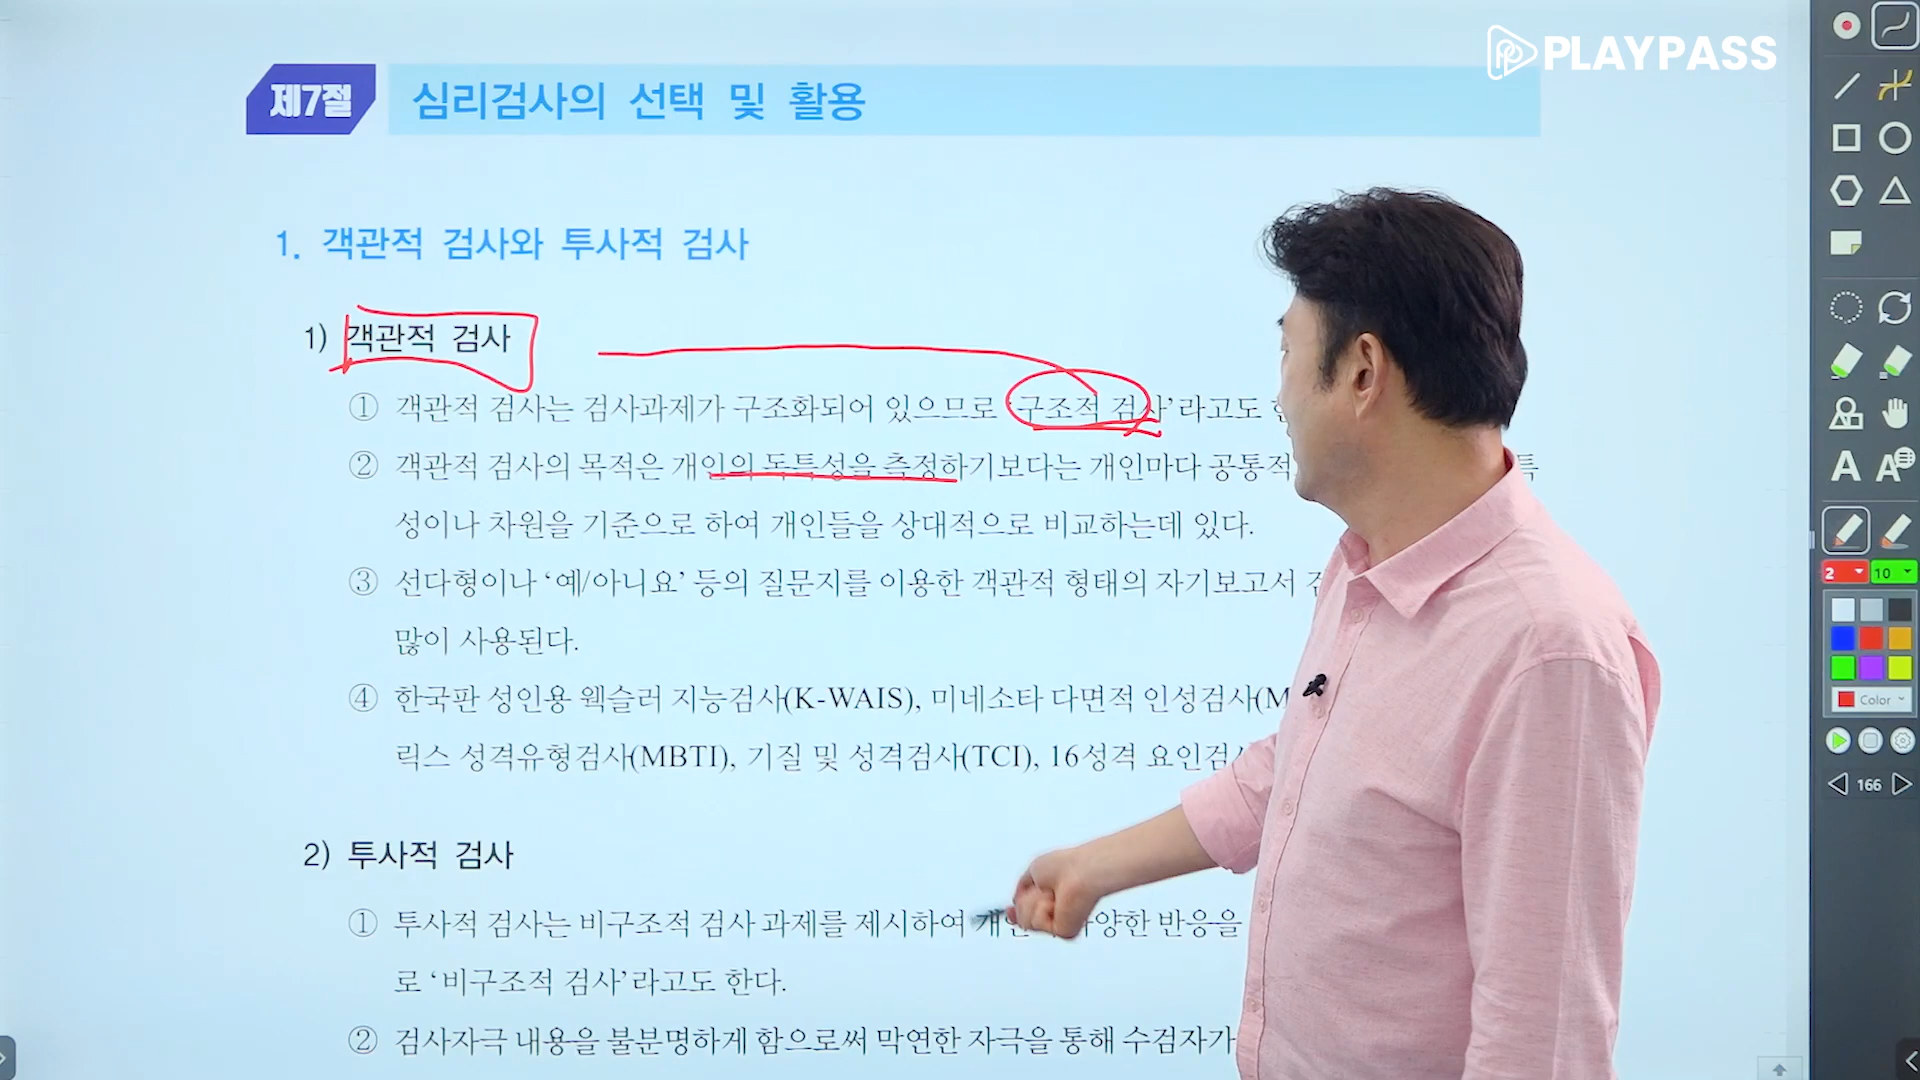 PLAYPASS
제7절 심리검사의 선택 및 활용
1. 객관적 검사와 투사적 검사
1) 객관적 검사
① 객관적 검사는 검사과제가 구조화되어 있으므로 ‘구조적 검사’라고도
② 객관적 검사의 목적은 개인의 독특성을 측정하기보다는 개인마다 공통적 특
성이나 차원을 기준으로 하여 개인들을 상대적으로 비교하는데 있다.
③ 선다형이나 ‘예/아니요’ 등의 질문지를 이용한 객관적 형태의 자기보고서
많이 사용된다.
④ 한국판 성인용 웩슬러 지능검사(K-WAIS), 미네소타 다면적 인성검사(M
릭스 성격유형검사(MBTI), 기질 및 성격검사(TCI), 16성격 요인검
2) 투사적 검사
① 투사적 검사는 비구조적 검사 과제를 제시하여 반응을
로 ‘비구조적 검사’라고도 한다.
② 검사자극 내용을 불분명하게 함으로써 막연한 자극을 통해 수검자가
2
10
Color
166